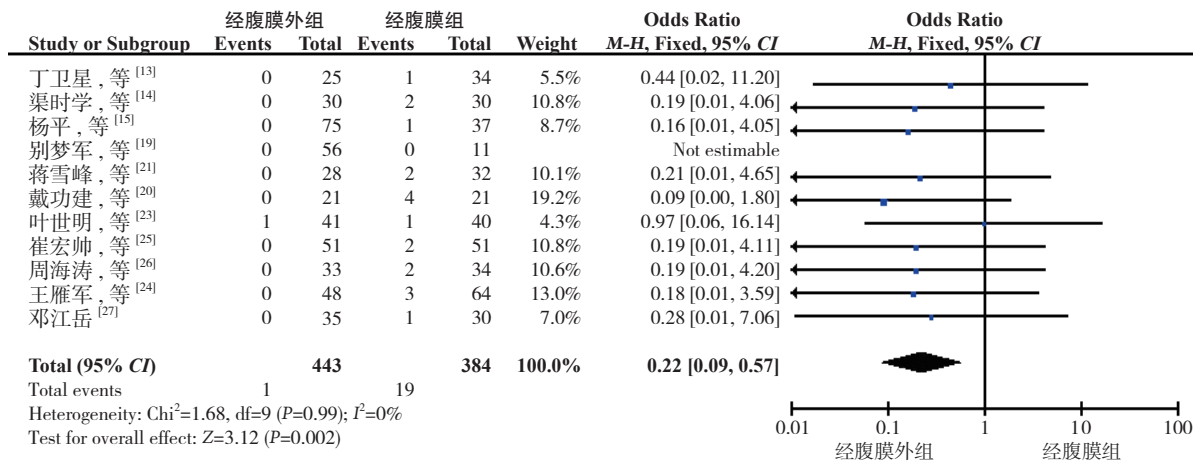 经腹膜外组 经腹膜组 Odds Ratio Odds Ratio
Study or Subgroup Events Total Events Total Weight M-H, Fixed, 95% CI M-H, Fixed, 95% CI
丁卫星,等 [13] 0 25 1 34 5.5% 0.44 [0.02, 11.20]
渠时学,等 [14] 0 30 2 30 10.8% 0.19 [0.01, 4.06]
杨平,等 [15] 0 75 1 37 8.7% 0.16 [0.01, 4.05]
别梦军,等 [19] 0 56 0 11 Not estimable
蒋雪峰,等 [21] 0 28 2 32 10.1% 0.21 [0.01, 4.65]
戴功建,等 [20] 0 21 4 21 19.2% 0.09 [0.00, 1.80]
叶世明,等 [23] 1 41 1 40 4.3% 0.97 [0.06, 16.14]
崔宏帅,等 [25] 0 51 2 51 10.8% 0.19 [0.01, 4.11]
周海涛,等 [26] 0 33 2 34 10.6% 0.19 [0.01, 4.20]
王雁军,等 [24] 0 48 3 64 13.0% 0.18 [0.01, 3.59]
邓江岳 [27] 0 35 1 30 7.0% 0.28 [0.01, 7.06]
Total (95% CI) 443 384 100.0% 0.22 [0.09, 0.57]
Total events 1 19
Heterogeneity: Chi²=1.68, df=9 (P=0.99); I²=0%
Test for overall effect: Z=3.12 (P=0.002)
0.01 0.1 1 10 100
经腹膜外组 经腹膜组